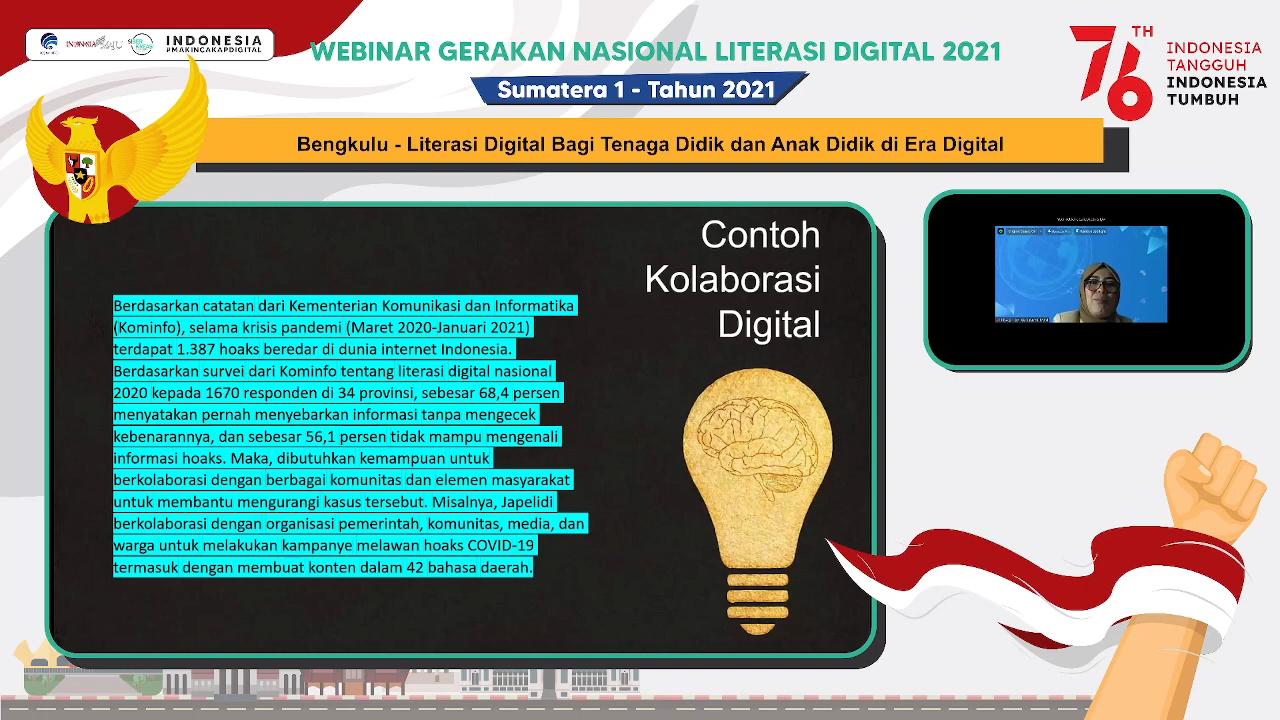 INDONESIA
#MAKINCAKAPDIGITAL
WEBINAR GERAKAN NASIONAL LITERASI DIGITAL 2021
Sumatera 1 - Tahun 2021
76 TH
INDONESIA
TANGGUH
INDONESIA
TUMBUH
Bengkulu - Literasi Digital Bagi Tenaga Didik dan Anak Didik di Era Digital
Contoh
Kolaborasi
Digital
Berdasarkan catatan dari Kementerian Komunikasi dan Informatika
(Kominfo), selama krisis pandemi (Maret 2020-Januari 2021)
terdapat 1.387 hoaks beredar di dunia internet Indonesia.
Berdasarkan survei dari Kominfo tentang literasi digital nasional
2020 kepada 1670 responden di 34 provinsi, sebesar 68,4 persen
menyatakan pernah menyebarkan informasi tanpa mengecek
kebenarannya, dan sebesar 56,1 persen tidak mampu mengenali
informasi hoaks. Maka, dibutuhkan kemampuan untuk
berkolaborasi dengan berbagai komunitas dan elemen masyarakat
untuk membantu mengurangi kasus tersebut. Misalnya, Japelidi
berkolaborasi dengan organisasi pemerintah, komunitas, media, dan
warga untuk melakukan kampanye melawan hoaks COVID-19
termasuk dengan membuat konten dalam 42 bahasa daerah.